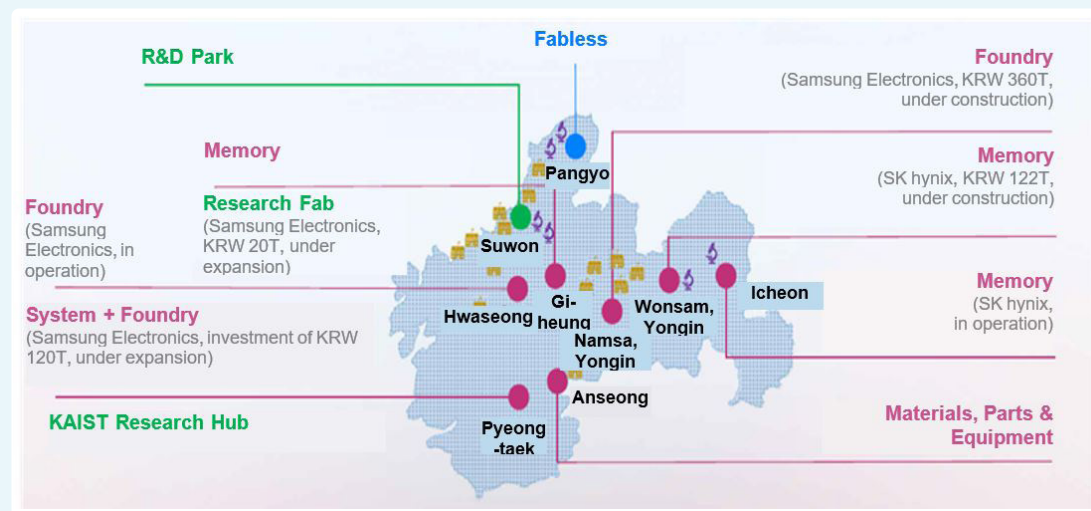 Fabless
R&D Park
Foundry
(Samsung Electronics, KRW 360T,
under construction)
Memory
Memory
(SK hynix, KRW 122T,
under construction)
Pangyo
Foundry
(Samsung
Electronics, in
operation)
Research Fab
(Samsung Electronics,
KRW 20T, under
expansion)
Suwon
Hwaseong
Gi-
heung
Wonsam,
Yongin
Icheon
Memory
(SK hynix,
in operation)
System + Foundry
(Samsung Electronics, investment of KRW
120T, under expansion)
Namsa,
Yongin
Anseong
KAIST Research Hub
Pyeong
-taek
Materials, Parts &
Equipment